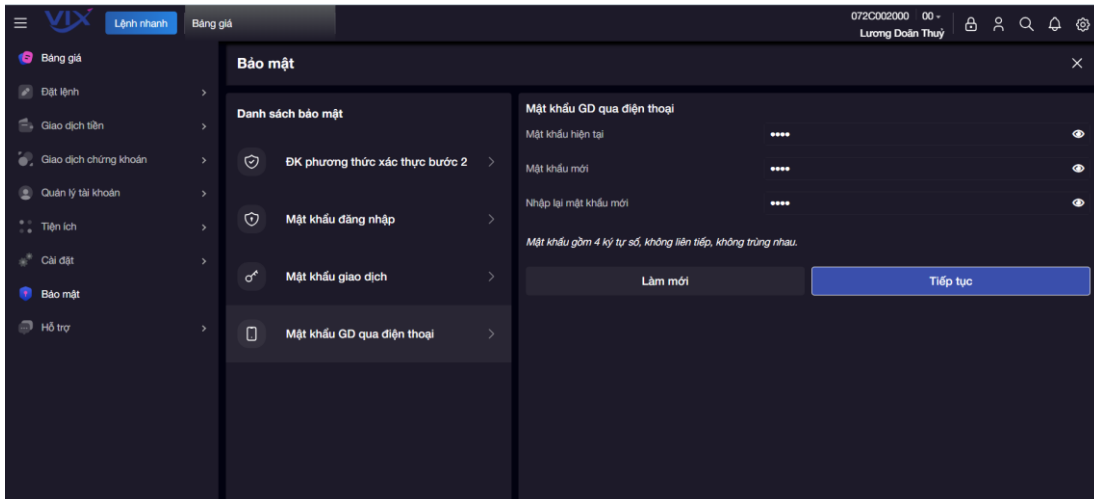 VIX
Lệnh nhanh
Bảng giá
072C002000 00
Lương Doãn Thuỷ
Bảng giá
Đặt lệnh
Giao dịch tiền
Giao dịch chứng khoán
Quản lý tài khoản
Tiện ích
Cài đặt
Bảo mật
Hỗ trợ
Bảo mật
Danh sách bảo mật
ĐK phương thức xác thực bước 2
Mật khẩu đăng nhập
Mật khẩu giao dịch
Mật khẩu GD qua điện thoại
Mật khẩu GD qua điện thoại
Mật khẩu hiện tại ••••
Mật khẩu mới ••••
Nhập lại mật khẩu mới ••••
Mật khẩu gồm 4 ký tự số, không liên tiếp, không trùng nhau.
Làm mới
Tiếp tục